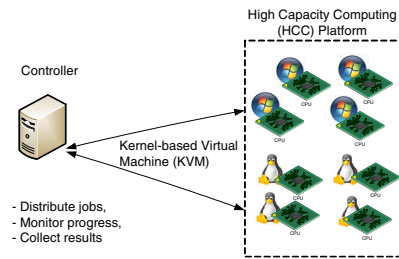 High Capacity Computing
(HCC) Platform
Controller
CPU
CPU
CPU
CPU
Kernel-based Virtual
Machine (KVM)
CPU
CPU
CPU
CPU
- Distribute jobs,
- Monitor progress,
- Collect results